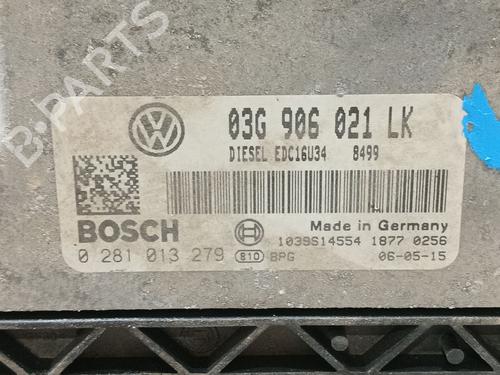 B-PARTS
03G 906 021 LK
DIESEL EDC16U34 8499
BOSCH
Made in Germany
1039S14554 1877 0256
0 281 013 279 810 BPG 06-05-15